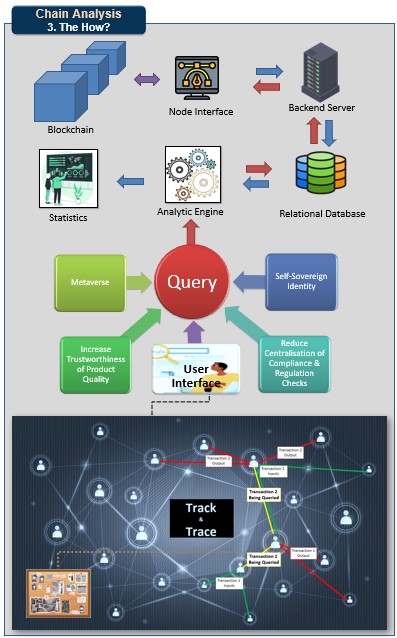 Chain Analysis
3. The How?
Blockchain
Node Interface
Backend Server
Statistics
Analytic Engine
Relational Database
Metaverse
Query
Self-Sovereign
Identity
Increase
Trustworthiness
of Product
Quality
User
Interface
Reduce
Centralisation of
Compliance &
Regulation
Checks
Transaction 2
Output
Transaction 2
Output
Transaction 2
Inputs
Transaction 2
Being Queried
Track
&
Trace
Transaction 1
Being Queried
Transaction 1
Output
Transaction 1
Inputs